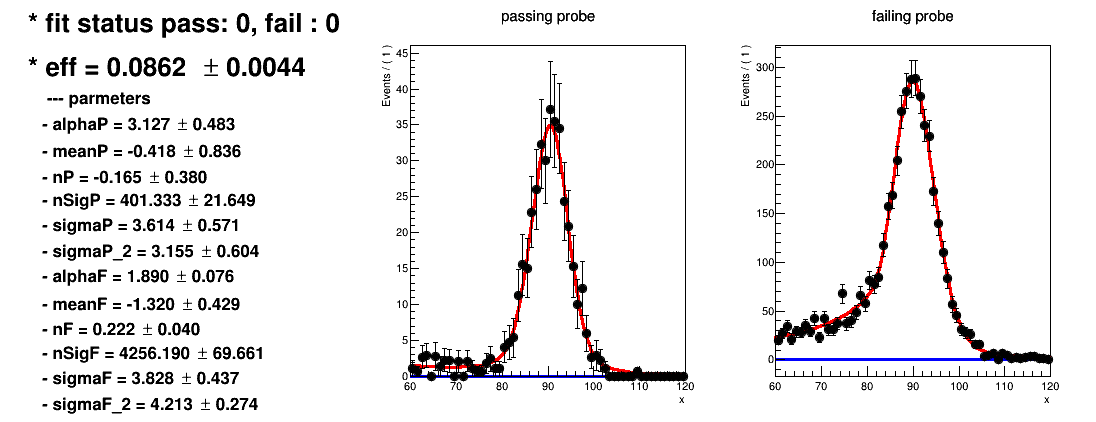 * fit status pass: 0, fail : 0
* eff = 0.0862 ± 0.0044
--- parmeters
- alphaP = 3.127 ± 0.483
- meanP = -0.418 ± 0.836
- nP = -0.165 ± 0.380
- nSigP = 401.333 ± 21.649
- sigmaP = 3.614 ± 0.571
- sigmaP_2 = 3.155 ± 0.604
- alphaF = 1.890 ± 0.076
- meanF = -1.320 ± 0.429
- nF = 0.222 ± 0.040
- nSigF = 4256.190 ± 69.661
- sigmaF = 3.828 ± 0.437
- sigmaF_2 = 4.213 ± 0.274
passing probe
Events / ( 1 )
45
40
35
30
25
20
15
10
5
0
60 70 80 90 100 110 120
x
failing probe
Events / ( 1 )
300
250
200
150
100
50
0
60 70 80 90 100 110 120
x